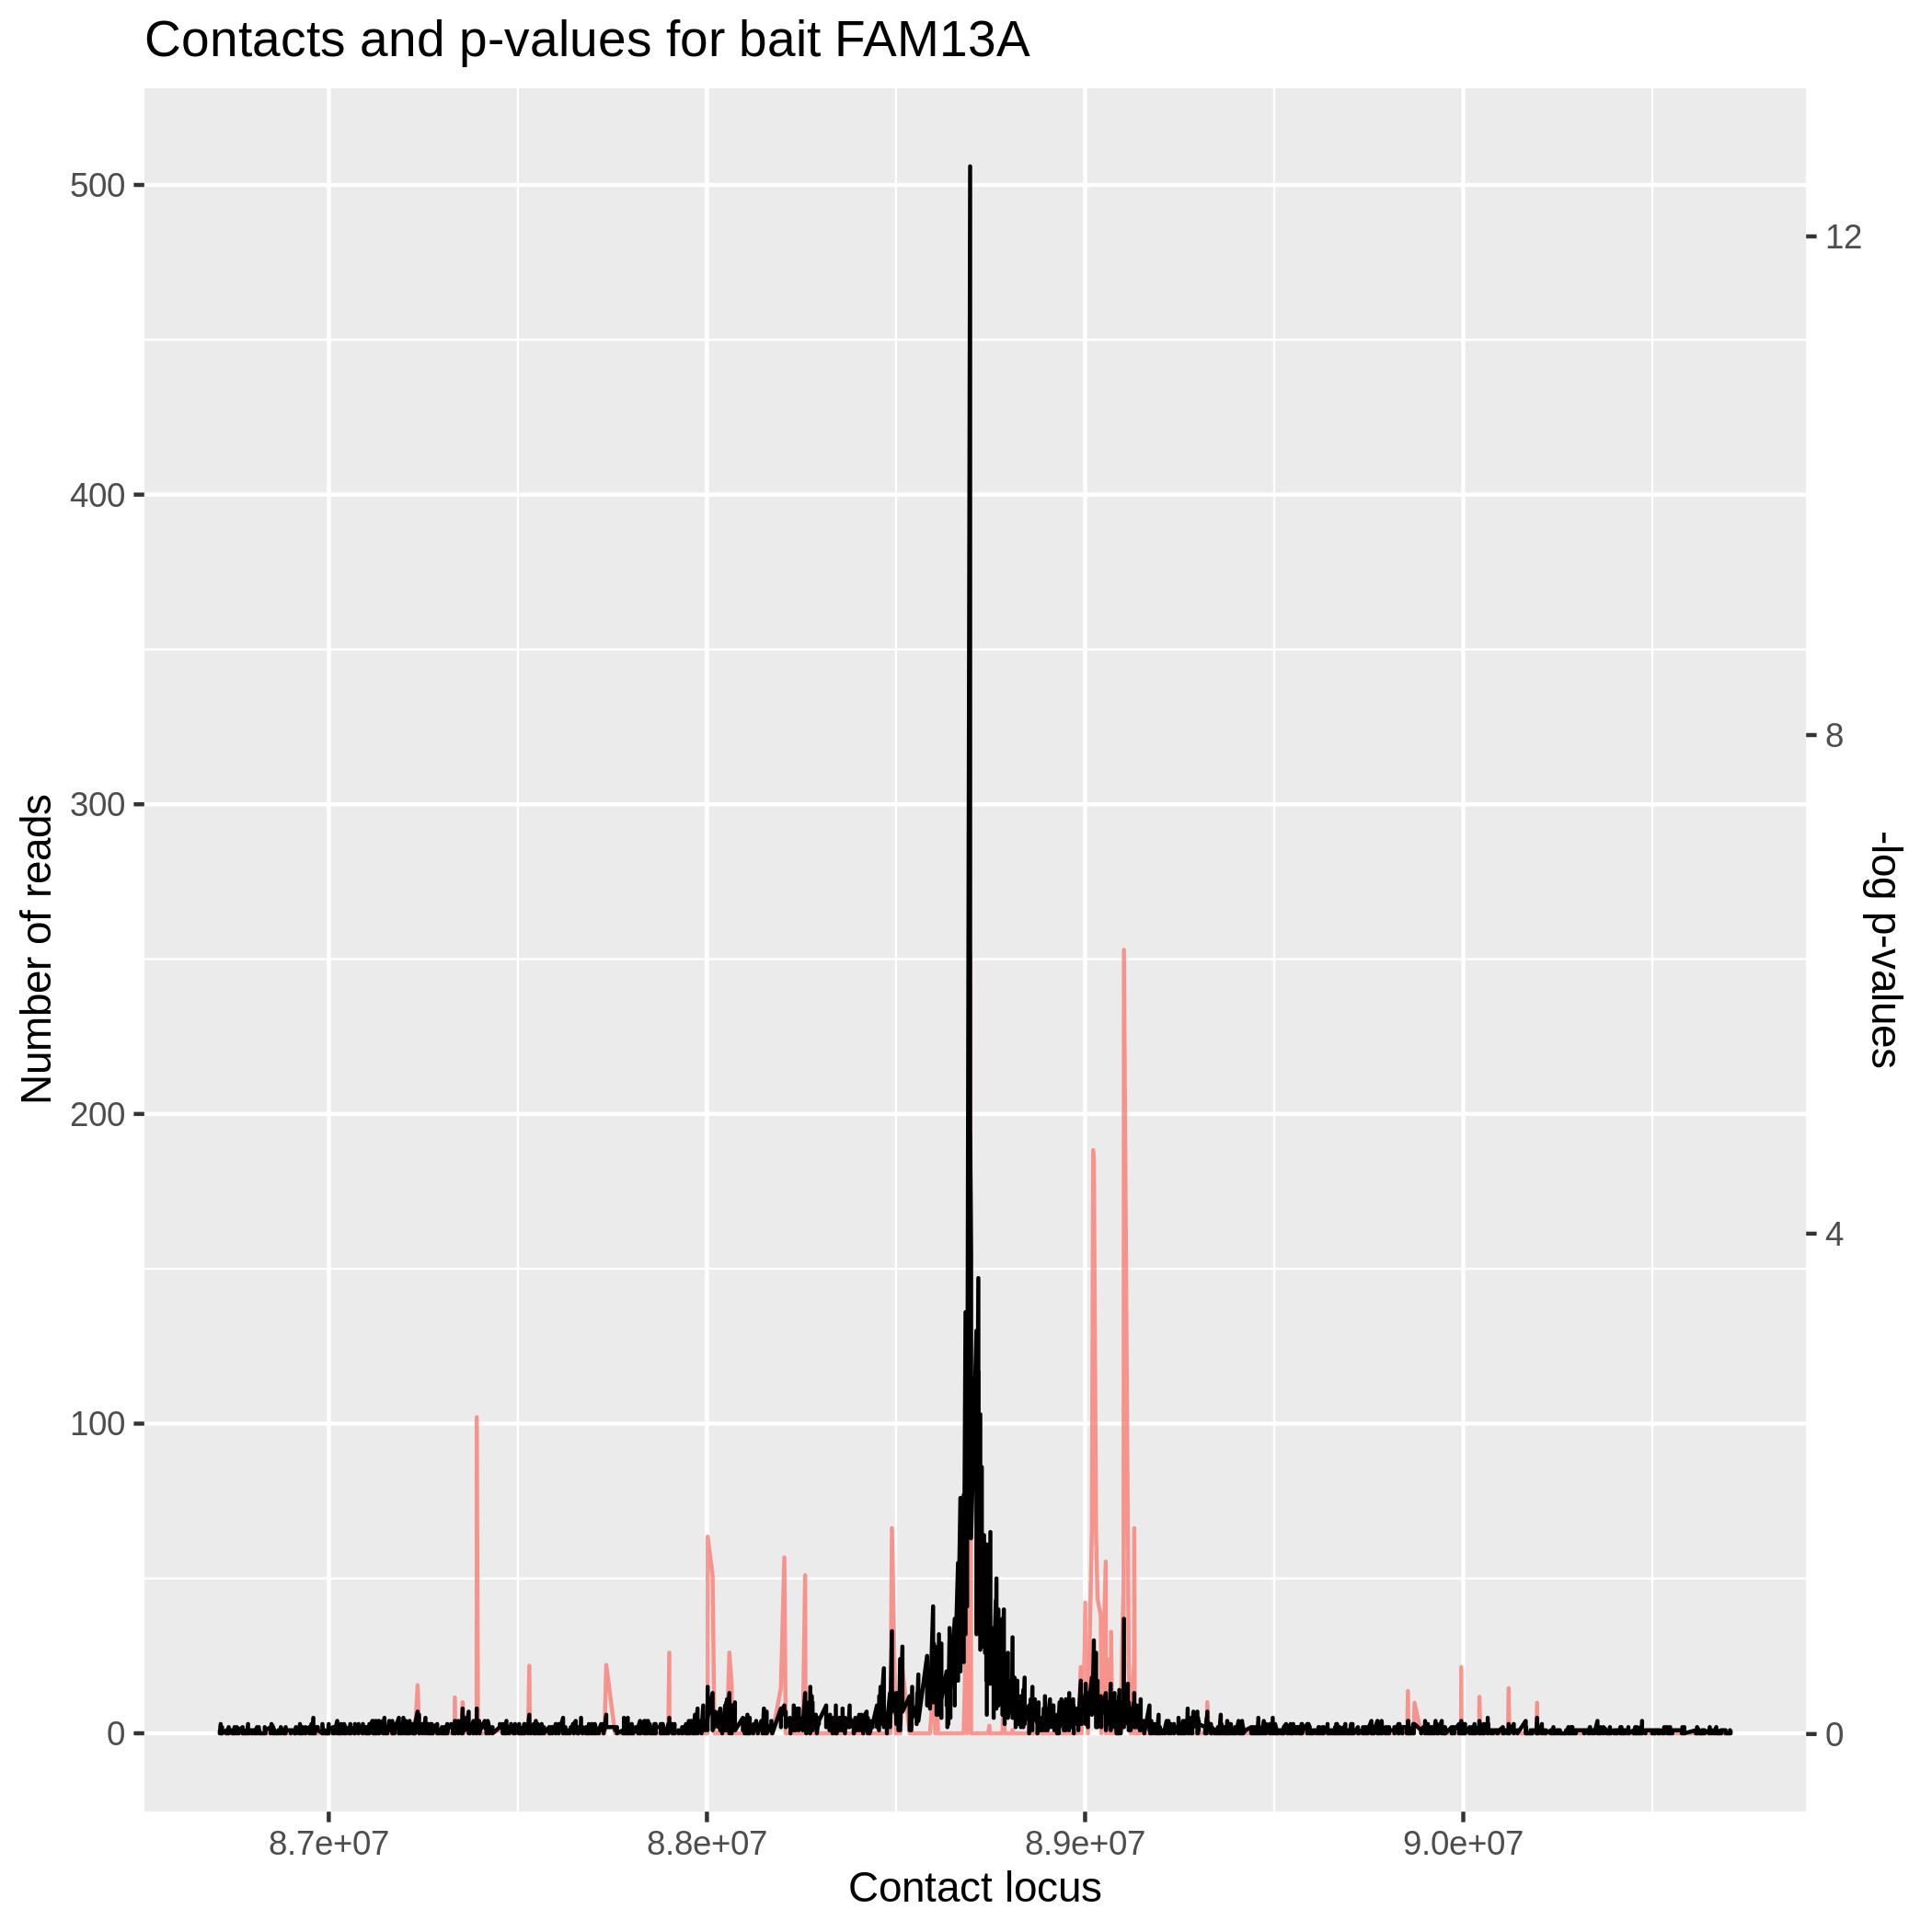 Contacts and p-values for bait FAM13A
Number of reads
500
400
300
200
100
0
12
8
4
0
-log p-values
8.7e+07 8.8e+07 8.9e+07 9.0e+07
Contact locus